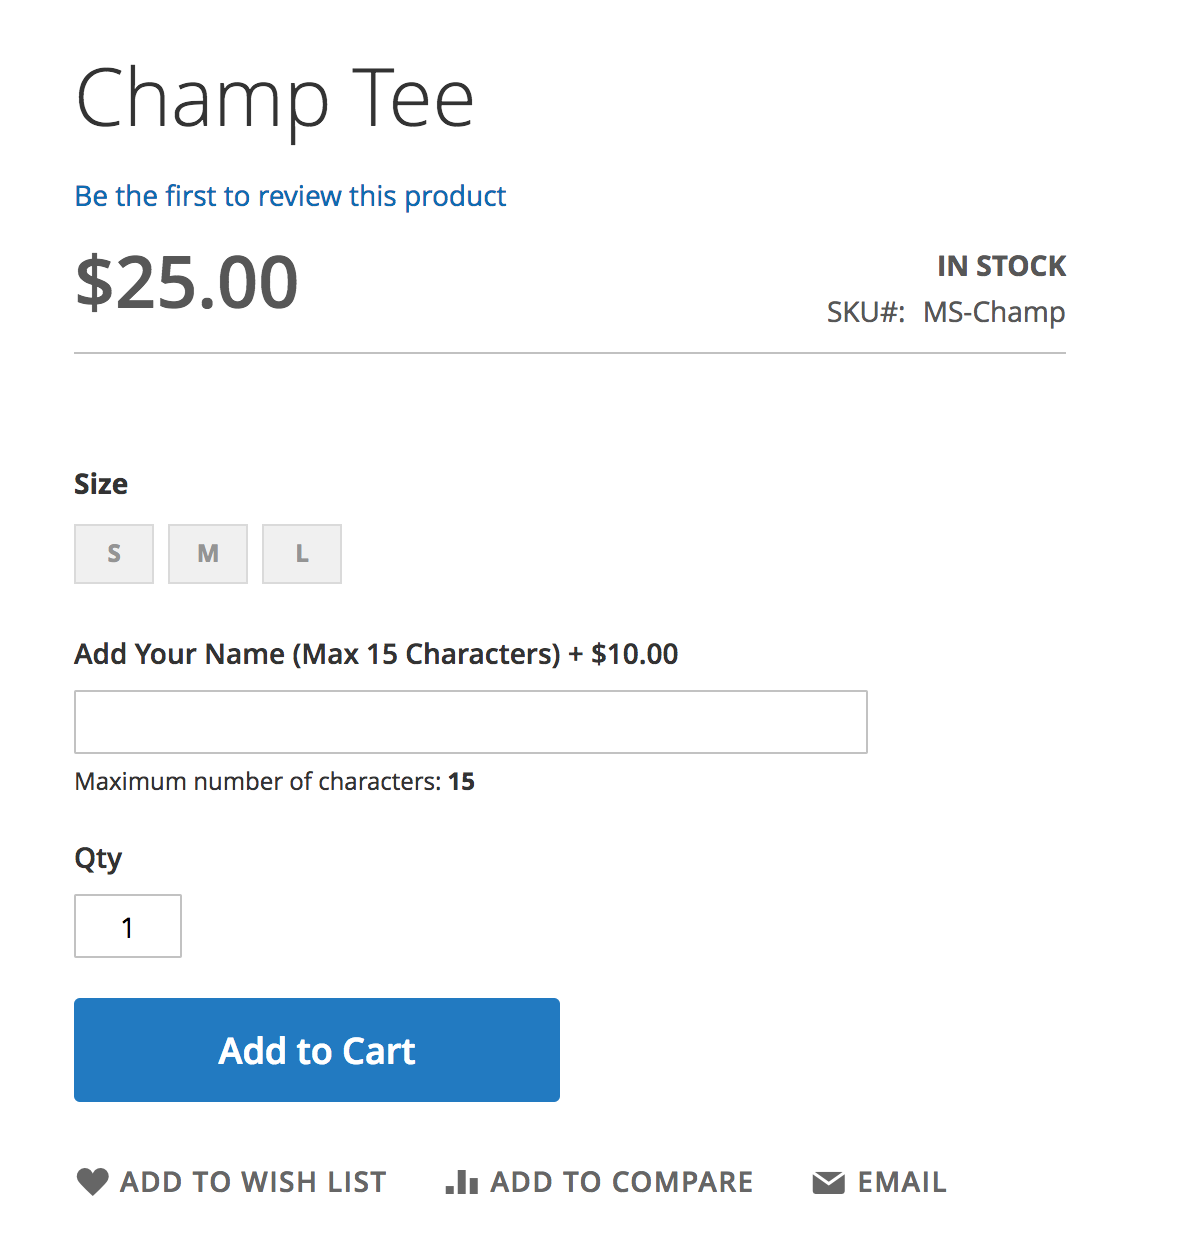 Champ Tee
Be the first to review this product
$25.00
IN STOCK
SKU#: MS-Champ
Size
S M L
Add Your Name (Max 15 Characters) + $10.00
Maximum number of characters: 15
Qty
1
Add to Cart
ADD TO WISH LIST ADD TO COMPARE EMAIL